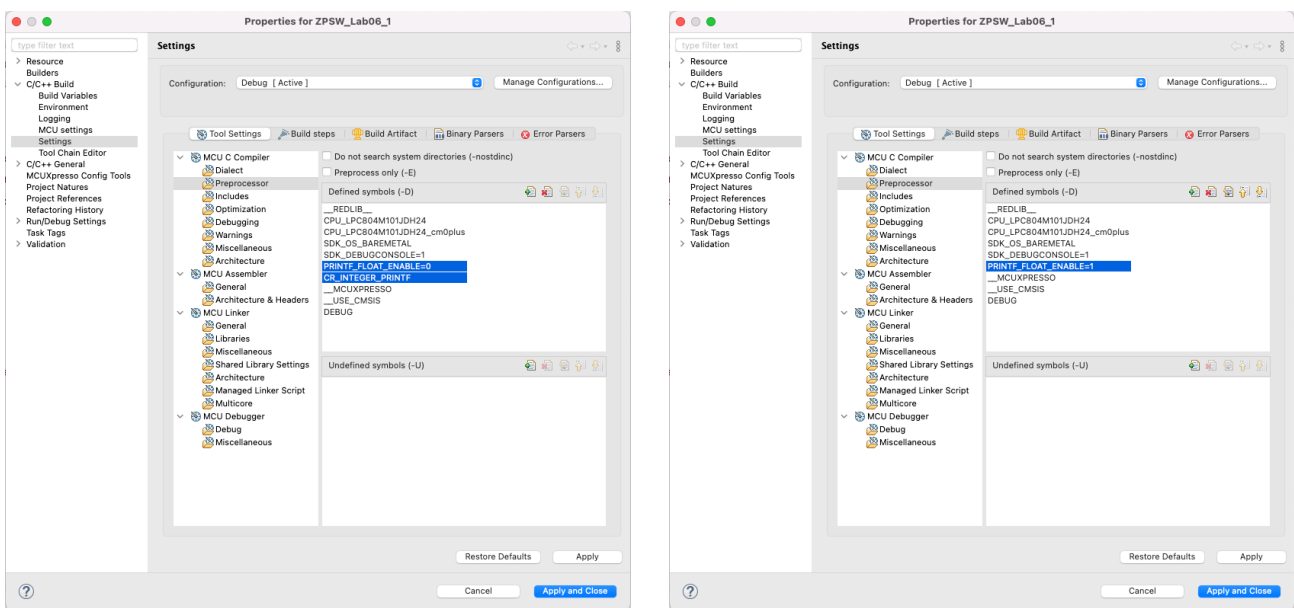 Properties for ZPSW_Lab06_1
type filter text
Settings
Resource
Builders
C/C++ Build
Build Variables
Environment
Logging
MCU settings
Settings
Tool Chain Editor
C/C++ General
MCUXpresso Config Tools
Project Natures
Project References
Refactoring History
Run/Debug Settings
Task Tags
Validation
Configuration: Debug [ Active ] Manage Configurations...
Tool Settings Build steps Build Artifact Binary Parsers Error Parsers
MCU C Compiler
Dialect
Preprocessor
Includes
Optimization
Debugging
Warnings
Miscellaneous
Architecture
MCU Assembler
General
Architecture & Headers
MCU Linker
General
Libraries
Miscellaneous
Shared Library Settings
Architecture
Managed Linker Script
Multicore
MCU Debugger
Debug
Miscellaneous
Do not search system directories (-nostdinc)
Preprocess only (-E)
Defined symbols (-D)
__REDLIB__
CPU_LPC804M101JDH24
CPU_LPC804M101JDH24_cm0plus
SDK_OS_BAREMETAL
SDK_DEBUGCONSOLE=1
PRINTF_FLOAT_ENABLE=0
CR_INTEGER_PRINTF
__MCUXPRESSO
__USE_CMSIS
DEBUG
Undefined symbols (-U)
Restore Defaults Apply
? Cancel Apply and Close
Properties for ZPSW_Lab06_1
type filter text
Settings
Resource
Builders
C/C++ Build
Build Variables
Environment
Logging
MCU settings
Settings
Tool Chain Editor
C/C++ General
MCUXpresso Config Tools
Project Natures
Project References
Refactoring History
Run/Debug Settings
Task Tags
Validation
Configuration: Debug [ Active ] Manage Configurations...
Tool Settings Build steps Build Artifact Binary Parsers Error Parsers
MCU C Compiler
Dialect
Preprocessor
Includes
Optimization
Debugging
Warnings
Miscellaneous
Architecture
MCU Assembler
General
Architecture & Headers
MCU Linker
General
Libraries
Miscellaneous
Shared Library Settings
Architecture
Managed Linker Script
Multicore
MCU Debugger
Debug
Miscellaneous
Do not search system directories (-nostdinc)
Preprocess only (-E)
Defined symbols (-D)
__REDLIB__
CPU_LPC804M101JDH24
CPU_LPC804M101JDH24_cm0plus
SDK_OS_BAREMETAL
SDK_DEBUGCONSOLE=1
PRINTF_FLOAT_ENABLE=1
__MCUXPRESSO
__USE_CMSIS
DEBUG
Undefined symbols (-U)
Restore Defaults Apply
? Cancel Apply and Close